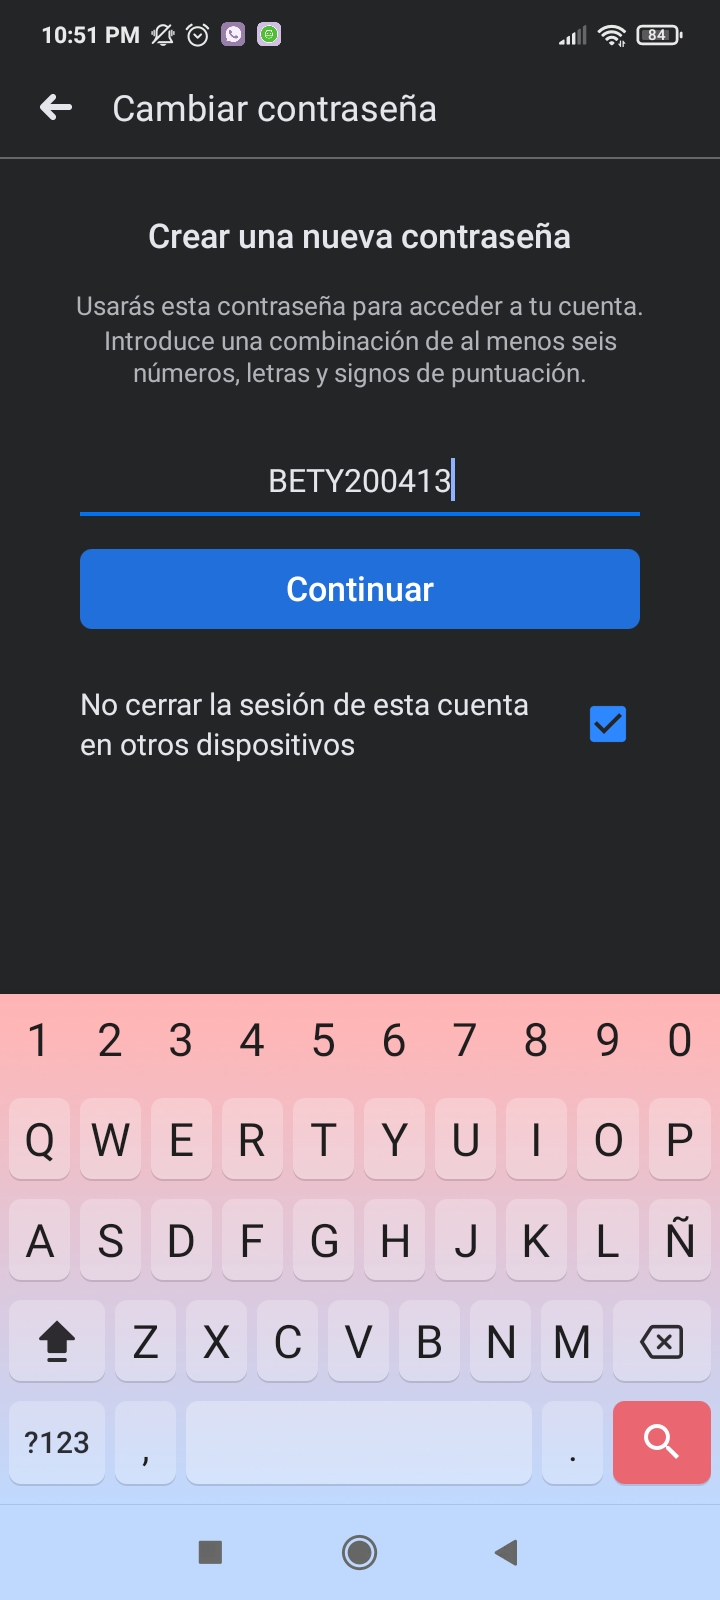 10:51 PM 84
Cambiar contraseña
Crear una nueva contraseña
Usarás esta contraseña para acceder a tu cuenta.
Introduce una combinación de al menos seis
números, letras y signos de puntuación.
BETY200413
Continuar
No cerrar la sesión de esta cuenta
en otros dispositivos
1 2 3 4 5 6 7 8 9 0
Q W E R T Y U I O P
A S D F G H J K L Ñ
Z X C V B N M
?123 , .